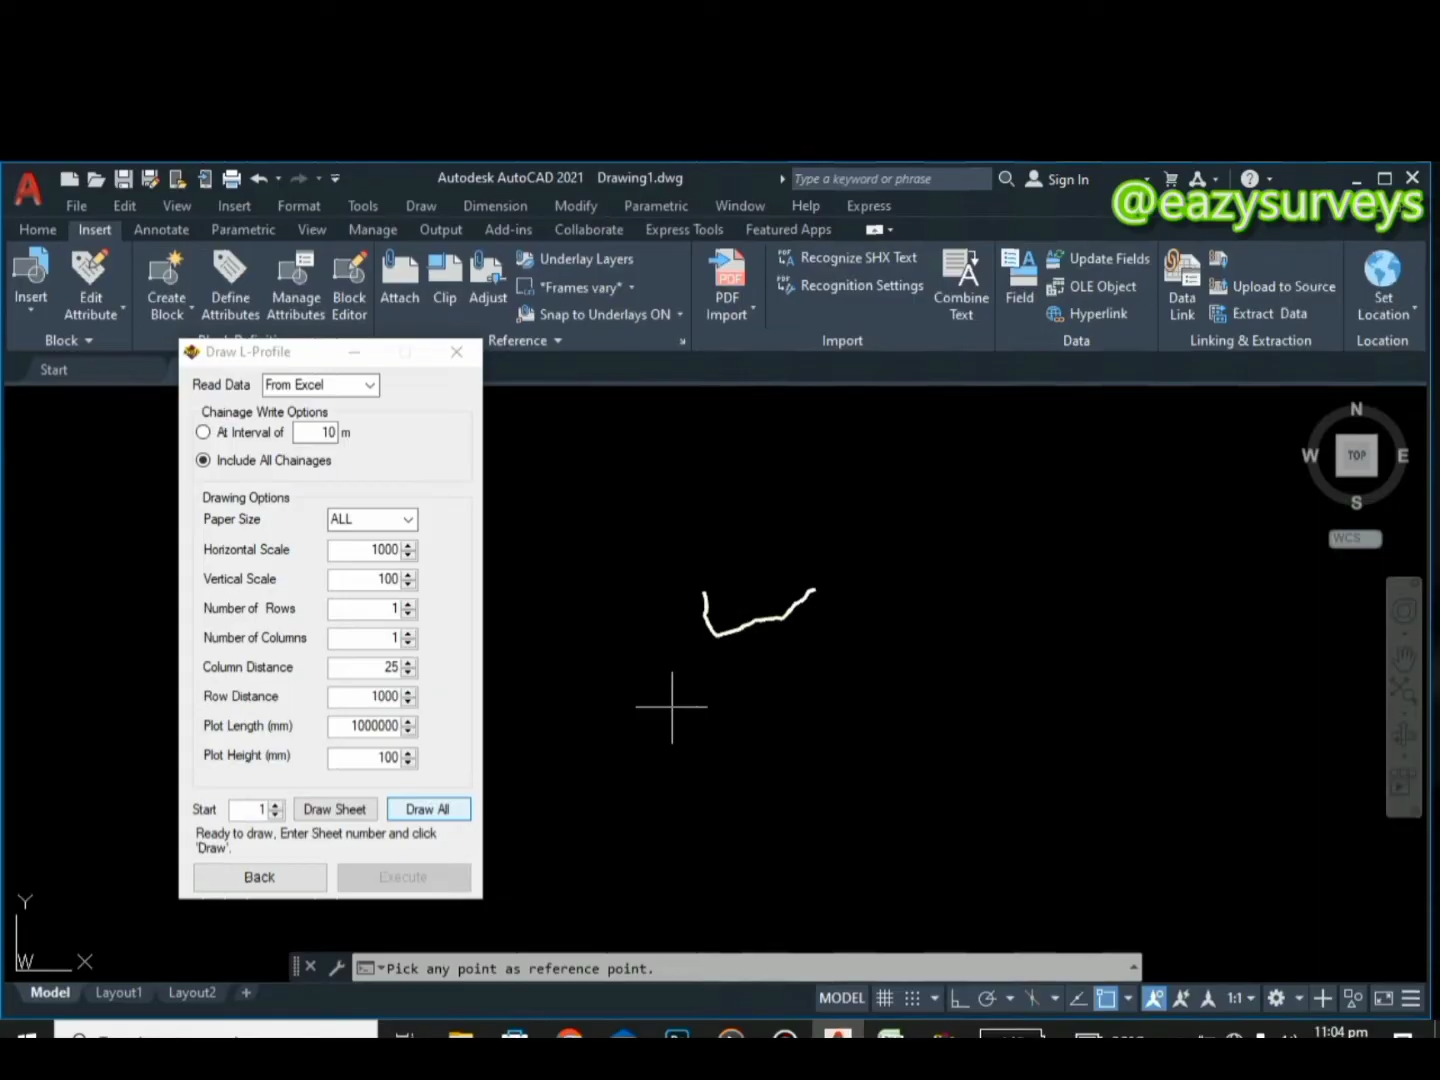 Autodesk AutoCAD 2021 Drawing1.dwg
Type a keyword or phrase
Sign In
@eazysurveys
File Edit View Insert Format Tools Draw Dimension Modify Parametric Window Help Express
Home Insert Annotate Parametric View Manage Output Add-ins Collaborate Express Tools Featured Apps
Insert
Edit
Attribute
Create
Block
Define
Attributes
Manage
Attributes
Block
Editor
Attach
Clip
Adjust
Underlay Layers
"Frames vary"
Snap to Underlays ON
PDF
PDF
Import
Recognize SHX Text
Recognition Settings
Combine
Text
Field
Update Fields
OLE Object
Hyperlink
Data
Link
Upload to Source
Extract Data
Set
Location
Block
Reference
Import
Data
Linking & Extraction
Location
Start
Draw L-Profile
Read Data From Excel
Chainage Write Options
At Interval of 10 m
Include All Chainages
Drawing Options
Paper Size ALL
Horizontal Scale 1000
Vertical Scale 100
Number of Rows 1
Number of Columns 1
Column Distance 25
Row Distance 1000
Plot Length (mm) 1000000
Plot Height (mm) 100
Start 1 Draw Sheet Draw All
Ready to draw, Enter Sheet number and click
'Draw'.
Back Execute
N
W TOP E
S
WCS
Y
W X
Pick any point as reference point.
Model Layout1 Layout2 +
MODEL 1:1
11:04 pm